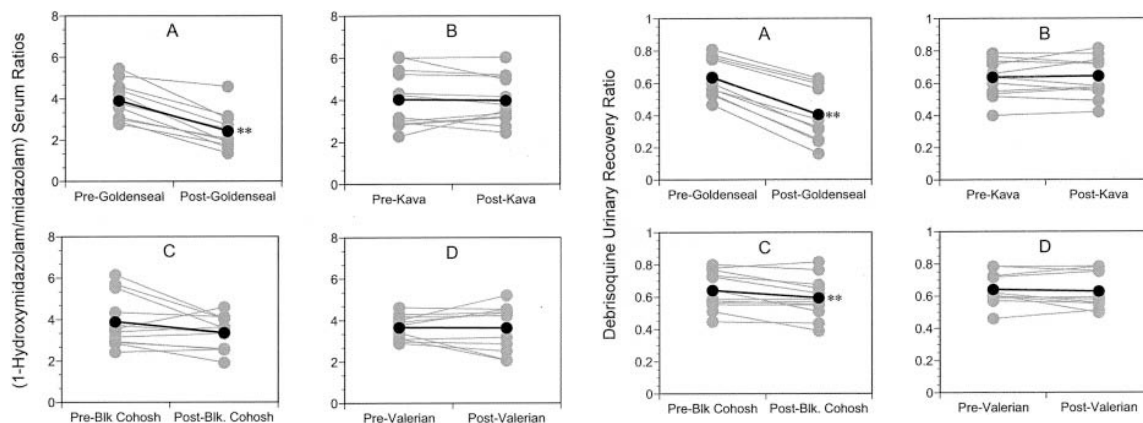 (1-Hydroxymidazolam/midazolam) Serum Ratios
A
8
6
4
2
0
**
Pre-Goldenseal Post-Goldenseal
B
8
6
4
2
0
Pre-Kava Post-Kava
C
8
6
4
2
0
Pre-Blk Cohosh Post-Blk. Cohosh
D
8
6
4
2
0
Pre-Valerian Post-Valerian
Debrisoquine Urinary Recovery Ratio
A
1
0.8
0.6
0.4
0.2
0
**
Pre-Goldenseal Post-Goldenseal
B
1
0.8
0.6
0.4
0.2
0
Pre-Kava Post-Kava
C
1
0.8
0.6
0.4
0.2
0
**
Pre-Blk Cohosh Post-Blk. Cohosh
D
1
0.8
0.6
0.4
0.2
0
Pre-Valerian Post-Valerian